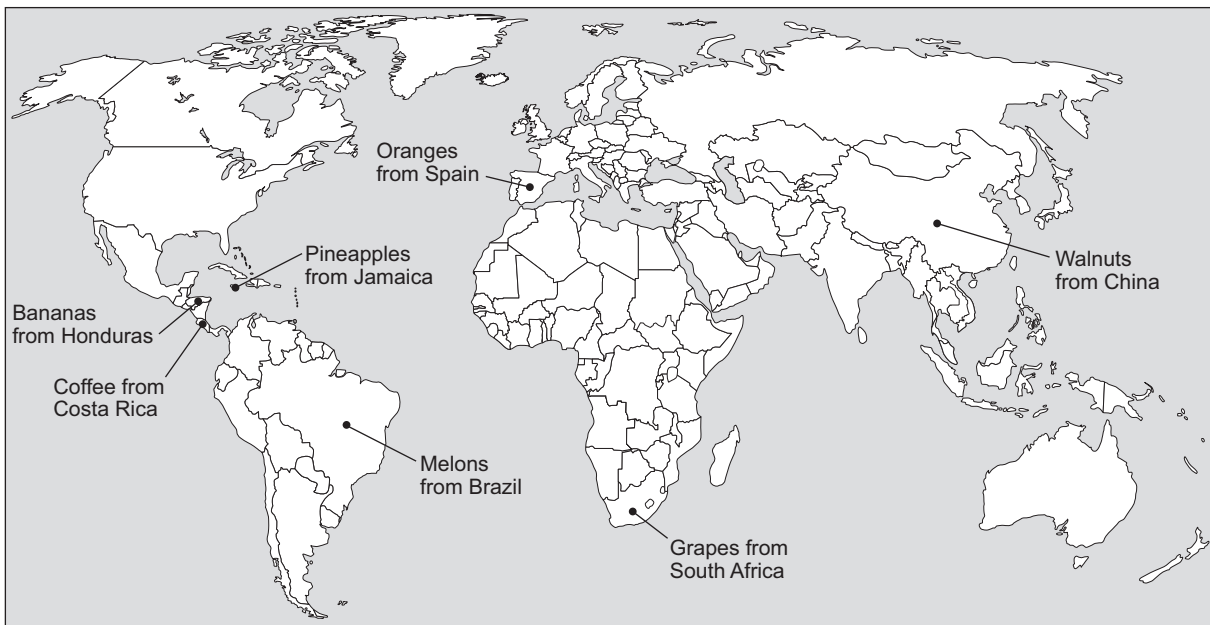 Oranges
from Spain
Pineapples
from Jamaica
Walnuts
from China
Bananas
from Honduras
Coffee from
Costa Rica
Melons
from Brazil
Grapes from
South Africa